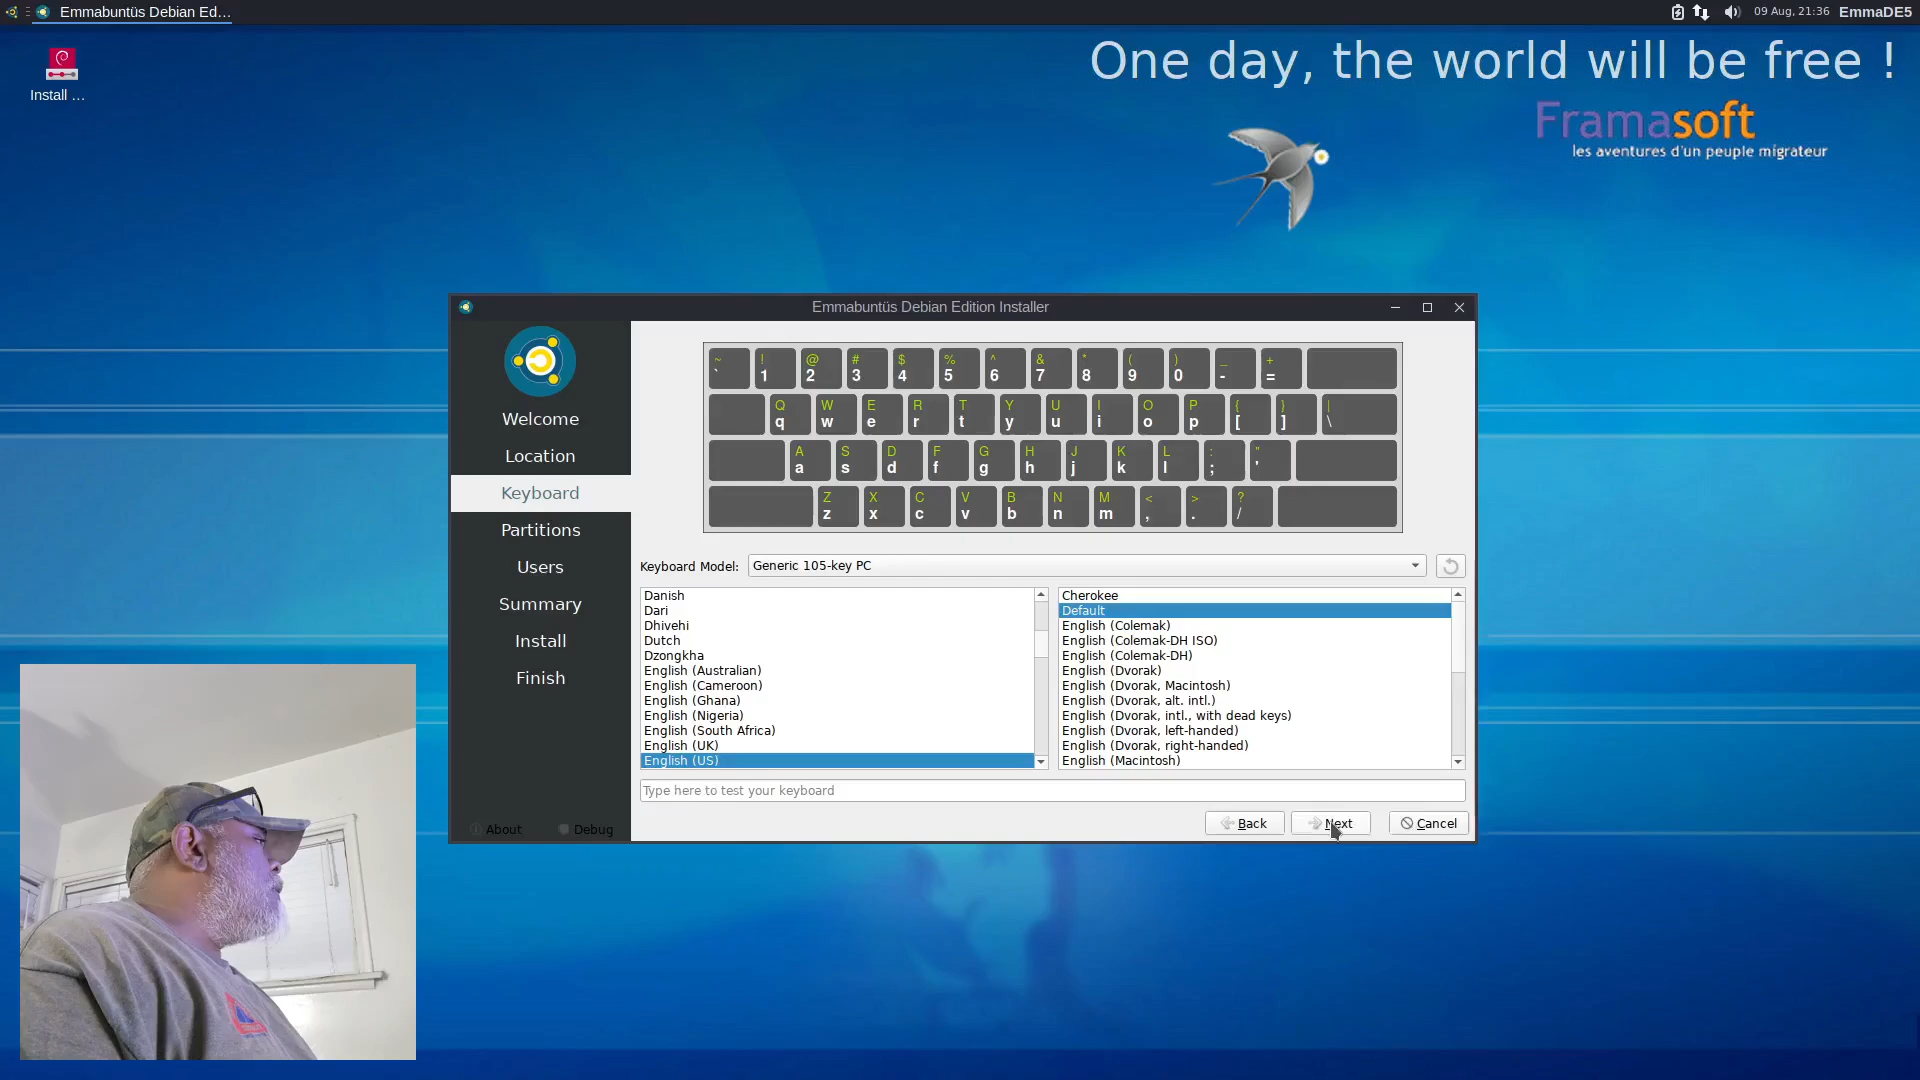 Emmabuntüs Debian Ed...
09 Aug, 21:36 EmmaDE5
Install ...
One day, the world will be free !
Framasoft
les aventures d'un peuple migrateur
Emmabuntüs Debian Edition Installer
Welcome
Location
Keyboard
Partitions
Users
Summary
Install
Finish
About
Debug
~ ! @ # $ % ^ & * ( ) _ +
` 1 2 3 4 5 6 7 8 9 0 - =
Q W E R T Y U I O P { } |
q w e r t y u i o p [ ] \
A S D F G H J K L : "
a s d f g h j k l ; '
Z X C V B N M < > ?
z x c v b n m , . /
Keyboard Model: Generic 105-key PC
Danish
Dari
Dhivehi
Dutch
Dzongkha
English (Australian)
English (Cameroon)
English (Ghana)
English (Nigeria)
English (South Africa)
English (UK)
English (US)
Cherokee
Default
English (Colemak)
English (Colemak-DH ISO)
English (Colemak-DH)
English (Dvorak)
English (Dvorak, Macintosh)
English (Dvorak, alt. intl.)
English (Dvorak, intl., with dead keys)
English (Dvorak, left-handed)
English (Dvorak, right-handed)
English (Macintosh)
Type here to test your keyboard
Back
Next
Cancel